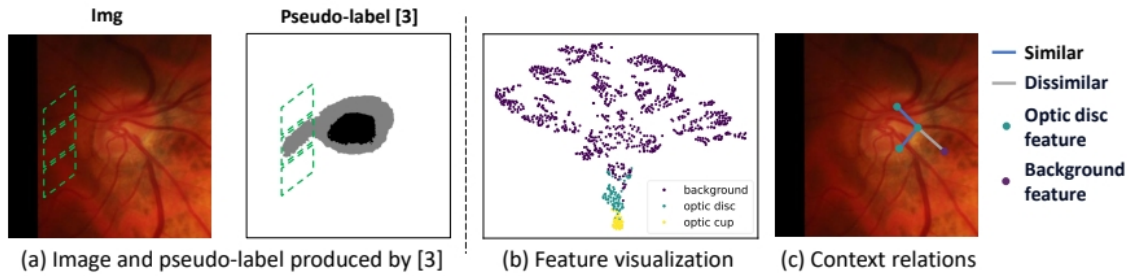 Img
Pseudo-label [3]
background
optic disc
optic cup
Similar
Dissimilar
Optic disc
feature
Background
feature
(a) Image and pseudo-label produced by [3]
(b) Feature visualization
(c) Context relations